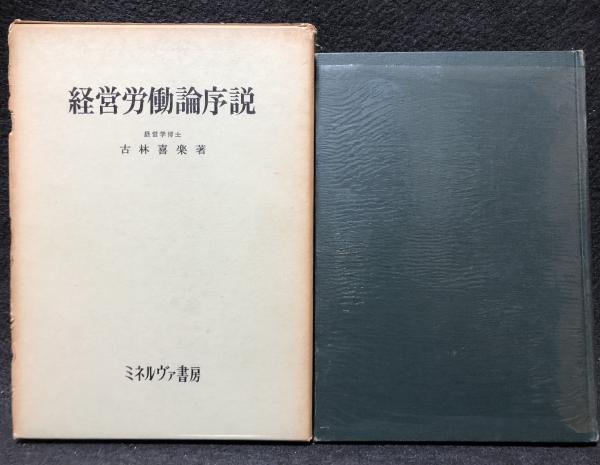 経営労働論序説
経営学博士
古林喜楽著
ミネルヴァ書房